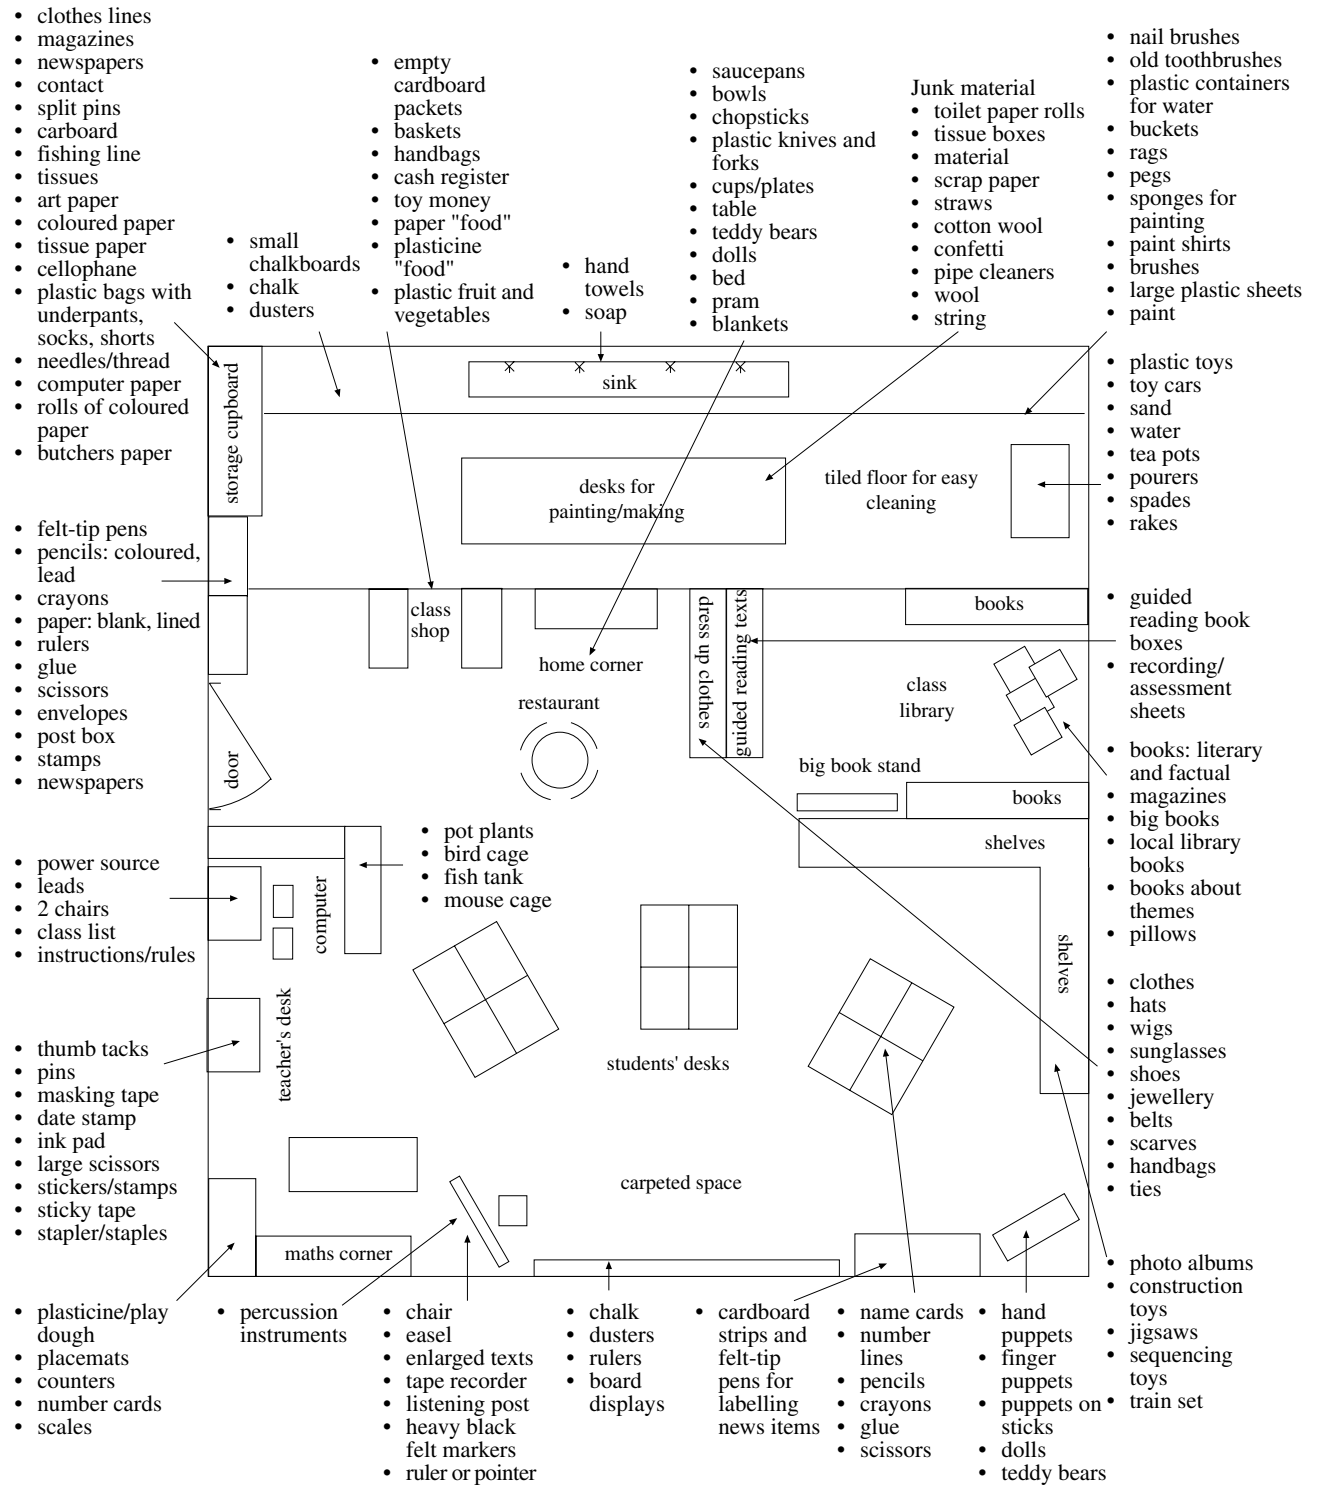 • clothes lines
• magazines
• newspapers
• contact
• split pins
• carboard
• fishing line
• tissues
• art paper
• coloured paper
• tissue paper
• cellophane
• plastic bags with
underpants,
socks, shorts
• needles/thread
• computer paper
• rolls of coloured
paper
• butchers paper
• small
chalkboards
• chalk
• dusters
• empty
cardboard
packets
• baskets
• handbags
• cash register
• toy money
• paper "food"
• plasticine
"food"
• plastic fruit and
vegetables
• hand
towels
• soap
• saucepans
• bowls
• chopsticks
• plastic knives and
forks
• cups/plates
• table
• teddy bears
• dolls
• bed
• pram
• blankets
Junk material
• toilet paper rolls
• tissue boxes
• material
• scrap paper
• straws
• cotton wool
• confetti
• pipe cleaners
• wool
• string
• nail brushes
• old toothbrushes
• plastic containers
for water
• buckets
• rags
• pegs
• sponges for
painting
• paint shirts
• brushes
• large plastic sheets
• paint
• plastic toys
• toy cars
• sand
• water
• tea pots
• pourers
• spades
• rakes
storage cupboard
sink
desks for
painting/making
tiled floor for easy
cleaning
• felt-tip pens
• pencils: coloured,
lead
• crayons
• paper: blank, lined
• rulers
• glue
• scissors
• envelopes
• post box
• stamps
• newspapers
class
shop
home corner
restaurant
dress up clothes
guided reading texts
books
class
library
big book stand
books
shelves
shelves
door
• guided
reading book
boxes
• recording/
assessment
sheets
• books: literary
and factual
• magazines
• big books
• local library
books
• books about
themes
• pillows
• pot plants
• bird cage
• fish tank
• mouse cage
• power source
• leads
• 2 chairs
• class list
• instructions/rules
computer
teacher's desk
students' desks
carpeted space
maths corner
• clothes
• hats
• wigs
• sunglasses
• shoes
• jewellery
• belts
• scarves
• handbags
• ties
• thumb tacks
• pins
• masking tape
• date stamp
• ink pad
• large scissors
• stickers/stamps
• sticky tape
• stapler/staples
• plasticine/play
dough
• placemats
• counters
• number cards
• scales
• percussion
instruments
• chair
• easel
• enlarged texts
• tape recorder
• listening post
• heavy black
felt markers
• ruler or pointer
• chalk
• dusters
• rulers
• board
displays
• cardboard
strips and
felt-tip
pens for
labelling
news items
• name cards
• number
lines
• pencils
• crayons
• glue
• scissors
• hand
puppets
• finger
puppets
• puppets on
sticks
• dolls
• teddy bears
• photo albums
• construction
toys
• jigsaws
• sequencing
toys
• train set